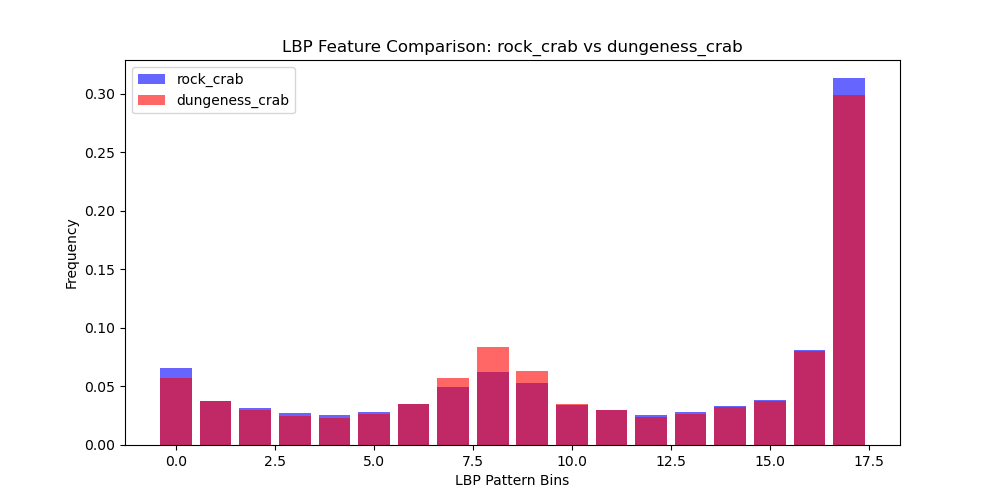 LBP Feature Comparison: rock_crab vs dungeness_crab
rock_crab
dungeness_crab
0.30
0.25
0.20
0.15
0.10
0.05
0.00
Frequency
0.0 2.5 5.0 7.5 10.0 12.5 15.0 17.5
LBP Pattern Bins